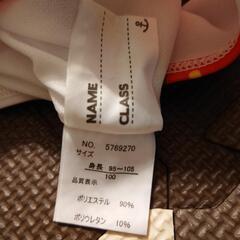 NAME
CLASS
NO. 5769270
サイズ
身長 95〜105
100
品質表示
ポリエステル 90%
ポリウレタン 10%